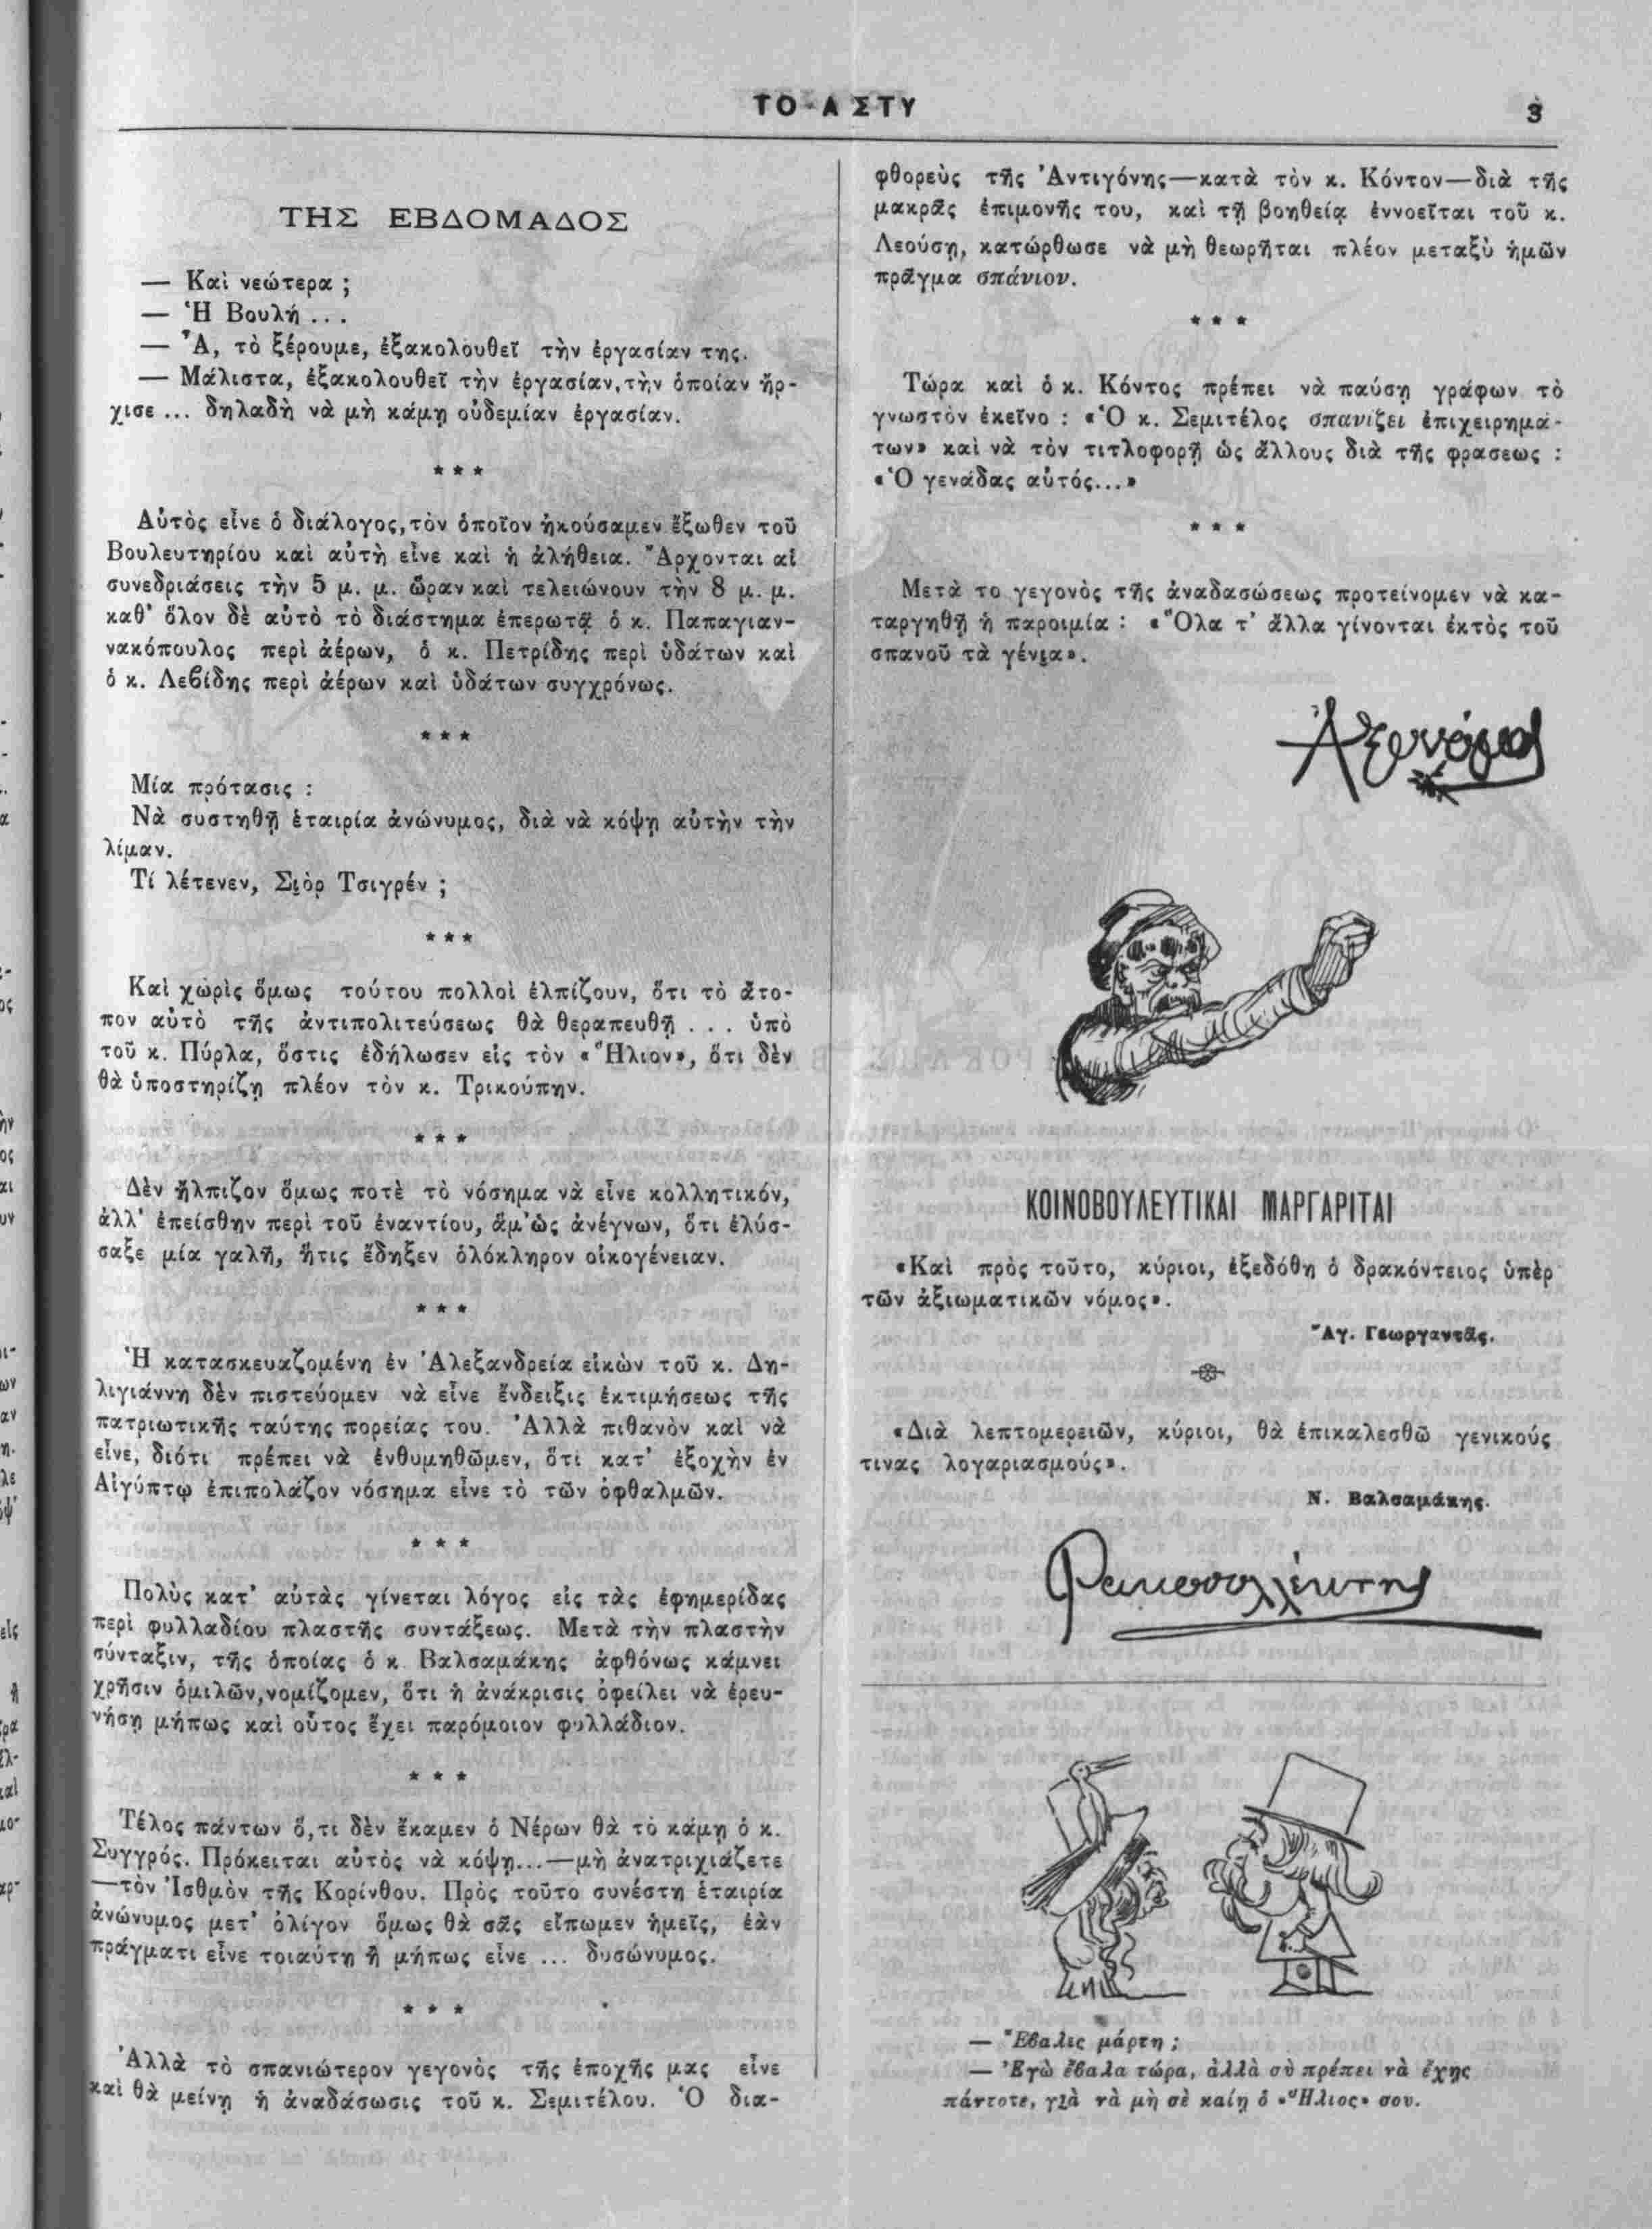 ΤΟ ΑΣΤΥ
3
ΤΗΣ ΕΒΔΟΜΑΔΟΣ
— Καὶ νεώτερα ;
— Ἡ Βουλή ...
— Ἆ, τὸ ξέρουμε, ἐξακολουθεῖ τὴν ἐργασίαν της.
— Μάλιστα, ἐξακολουθεῖ τὴν ἐργασίαν, τὴν ὁποίαν ἤρ-
χισε ... δηλαδὴ νὰ μὴ κάμῃ οὐδεμίαν ἐργασίαν.
* * *
Αὐτὸς εἶνε ὁ διάλογος, τὸν ὁποῖον ἠκούσαμεν ἔξωθεν τοῦ
Βουλευτηρίου καὶ αὐτὴ εἶνε καὶ ἡ ἀλήθεια. Ἄρχονται αἱ
συνεδριάσεις τὴν 5 μ. μ. ὥραν καὶ τελειώνουν τὴν 8 μ. μ.
καθ' ὅλον δὲ αὐτὸ τὸ διάστημα ἐπερωτᾷ ὁ κ. Παπαγιαν-
νακόπουλος περὶ ἀέρων, ὁ κ. Πετρίδης περὶ ὑδάτων καὶ
ὁ κ. Λεβίδης περὶ ἀέρων καὶ ὑδάτων συγχρόνως.
* * *
Μία πρότασις :
Νὰ συστηθῇ ἑταιρία ἀνώνυμος, διὰ νὰ κόψῃ αὐτὴν τὴν
λίμαν.
Τί λέτενεν, Σιὸρ Τσιγρέν ;
* * *
Καὶ χωρὶς ὅμως τούτου πολλοὶ ἐλπίζουν, ὅτι τὸ ἄτο-
πον αὐτὸ τῆς ἀντιπολιτεύσεως θὰ θεραπευθῇ . . . ὑπὸ
τοῦ κ. Πύρλα, ὅστις ἐδήλωσεν εἰς τὸν «Ἥλιον», ὅτι δὲν
θὰ ὑποστηρίζῃ πλέον τὸν κ. Τρικούπην.
* * *
Δὲν ἤλπιζον ὅμως ποτὲ τὸ νόσημα νὰ εἶνε κολλητικόν,
ἀλλ' ἐπείσθην περὶ τοῦ ἐναντίου, ἅμ' ὡς ἀνέγνων, ὅτι ἐλύσ-
σαξε μία γαλῆ, ἥτις ἔδηξεν ὁλόκληρον οἰκογένειαν.
* * *
Ἡ κατασκευαζομένη ἐν Ἀλεξανδρείᾳ εἰκὼν τοῦ κ. Δη-
λιγιάννη δὲν πιστεύομεν νὰ εἶνε ἔνδειξις ἐκτιμήσεως τῆς
πατριωτικῆς ταύτης πορείας του. Ἀλλὰ πιθανὸν καὶ νὰ
εἶνε, διότι πρέπει νὰ ἐνθυμηθῶμεν, ὅτι κατ' ἐξοχὴν ἐν
Αἰγύπτῳ ἐπιπολάζον νόσημα εἶνε τὸ τῶν ὀφθαλμῶν.
* * *
Πολὺς κατ' αὐτὰς γίνεται λόγος εἰς τὰς ἐφημερίδας
περὶ φυλλαδίου πλαστῆς συντάξεως. Μετὰ τὴν πλαστὴν
σύνταξιν, τῆς ὁποίας ὁ κ. Βαλσαμάκης ἀφθόνως κάμνει
χρῆσιν ὁμιλῶν, νομίζομεν, ὅτι ἡ ἀνάκρισις ὀφείλει νὰ ἐρευ-
νήσῃ μήπως καὶ οὗτος ἔχει παρόμοιον φυλλάδιον.
* * *
Τέλος πάντων ὅ,τι δὲν ἔκαμεν ὁ Νέρων θὰ τὸ κάμῃ ὁ κ.
Συγγρός. Πρόκειται αὐτὸς νὰ κόψῃ...—μὴ ἀνατριχιάζετε
—τὸν Ἰσθμὸν τῆς Κορίνθου. Πρὸς τοῦτο συνέστη ἑταιρία
ἀνώνυμος μετ' ὀλίγον ὅμως θὰ σᾶς εἴπωμεν ἡμεῖς, ἐὰν
πράγματι εἶνε τοιαύτη ἢ μήπως εἶνε ... δυσώνυμος.
* * *
Ἀλλὰ τὸ σπανιώτερον γεγονὸς τῆς ἐποχῆς μας εἶνε
καὶ θὰ μείνῃ ἡ ἀναδάσωσις τοῦ κ. Σεμιτέλου. Ὁ δια-
φθορεὺς τῆς Ἀντιγόνης—κατὰ τὸν κ. Κόντον—διὰ τῆς
μακρᾶς ἐπιμονῆς του, καὶ τῇ βοηθείᾳ ἐννοεῖται τοῦ κ.
Λεούση, κατώρθωσε νὰ μὴ θεωρῆται πλέον μεταξὺ ἡμῶν
πρᾶγμα σπάνιον.
* * *
Τώρα καὶ ὁ κ. Κόντος πρέπει νὰ παύσῃ γράφων τὸ
γνωστὸν ἐκεῖνο : «Ὁ κ. Σεμιτέλος σπανίζει ἐπιχειρημά-
των» καὶ νὰ τὸν τιτλοφορῇ ὡς ἄλλους διὰ τῆς φρασεως :
«Ὁ γενάδας αὐτός...»
* * *
Μετὰ το γεγονὸς τῆς ἀναδασώσεως προτείνομεν νὰ κα-
ταργηθῇ ἡ παροιμία : «Ὅλα τ' ἄλλα γίνονται ἐκτὸς τοῦ
σπανοῦ τὰ γένια».
ΚΟΙΝΟΒΟΥΛΕΥΤΙΚΑΙ ΜΑΡΓΑΡΙΤΑΙ
«Καὶ πρὸς τοῦτο, κύριοι, ἐξεδόθη ὁ δρακόντειος ὑπὲρ
τῶν ἀξιωματικῶν νόμος».
Ἄγ. Γεωργαντᾶς.
«Διὰ λεπτομερειῶν, κύριοι, θὰ ἐπικαλεσθῶ γενικούς
τινας λογαριασμούς».
Ν. Βαλσαμάκης.
— Ἔβαλες μάρτη ;
— Ἐγὼ ἔβαλα τώρα, ἀλλὰ σὺ πρέπει νὰ ἔχῃς
πάντοτε, γιὰ νὰ μὴ σὲ καίῃ ὁ «Ἥλιος» σου.